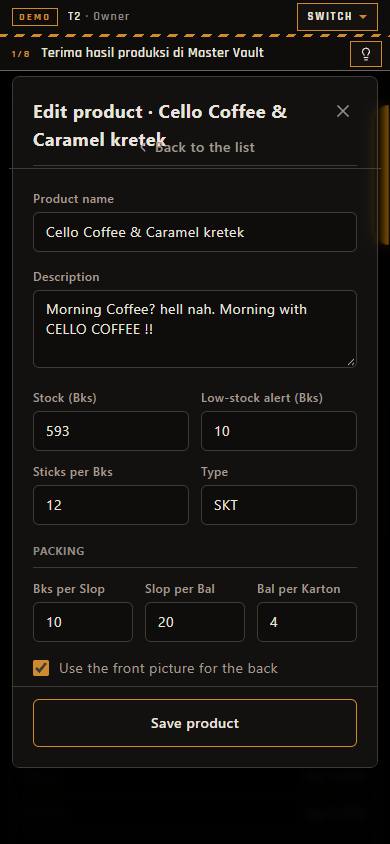 DEMO T2 · Owner SWITCH
1/8 Terima hasil produksi di Master Vault
Edit product · Cello Coffee &
Caramel kretek
Back to the list
Product name
Cello Coffee & Caramel kretek
Description
Morning Coffee? hell nah. Morning with
CELLO COFFEE !!
Stock (Bks) Low-stock alert (Bks)
593 10
Sticks per Bks Type
12 SKT
PACKING
Bks per Slop Slop per Bal Bal per Karton
10 20 4
Use the front picture for the back
Save product